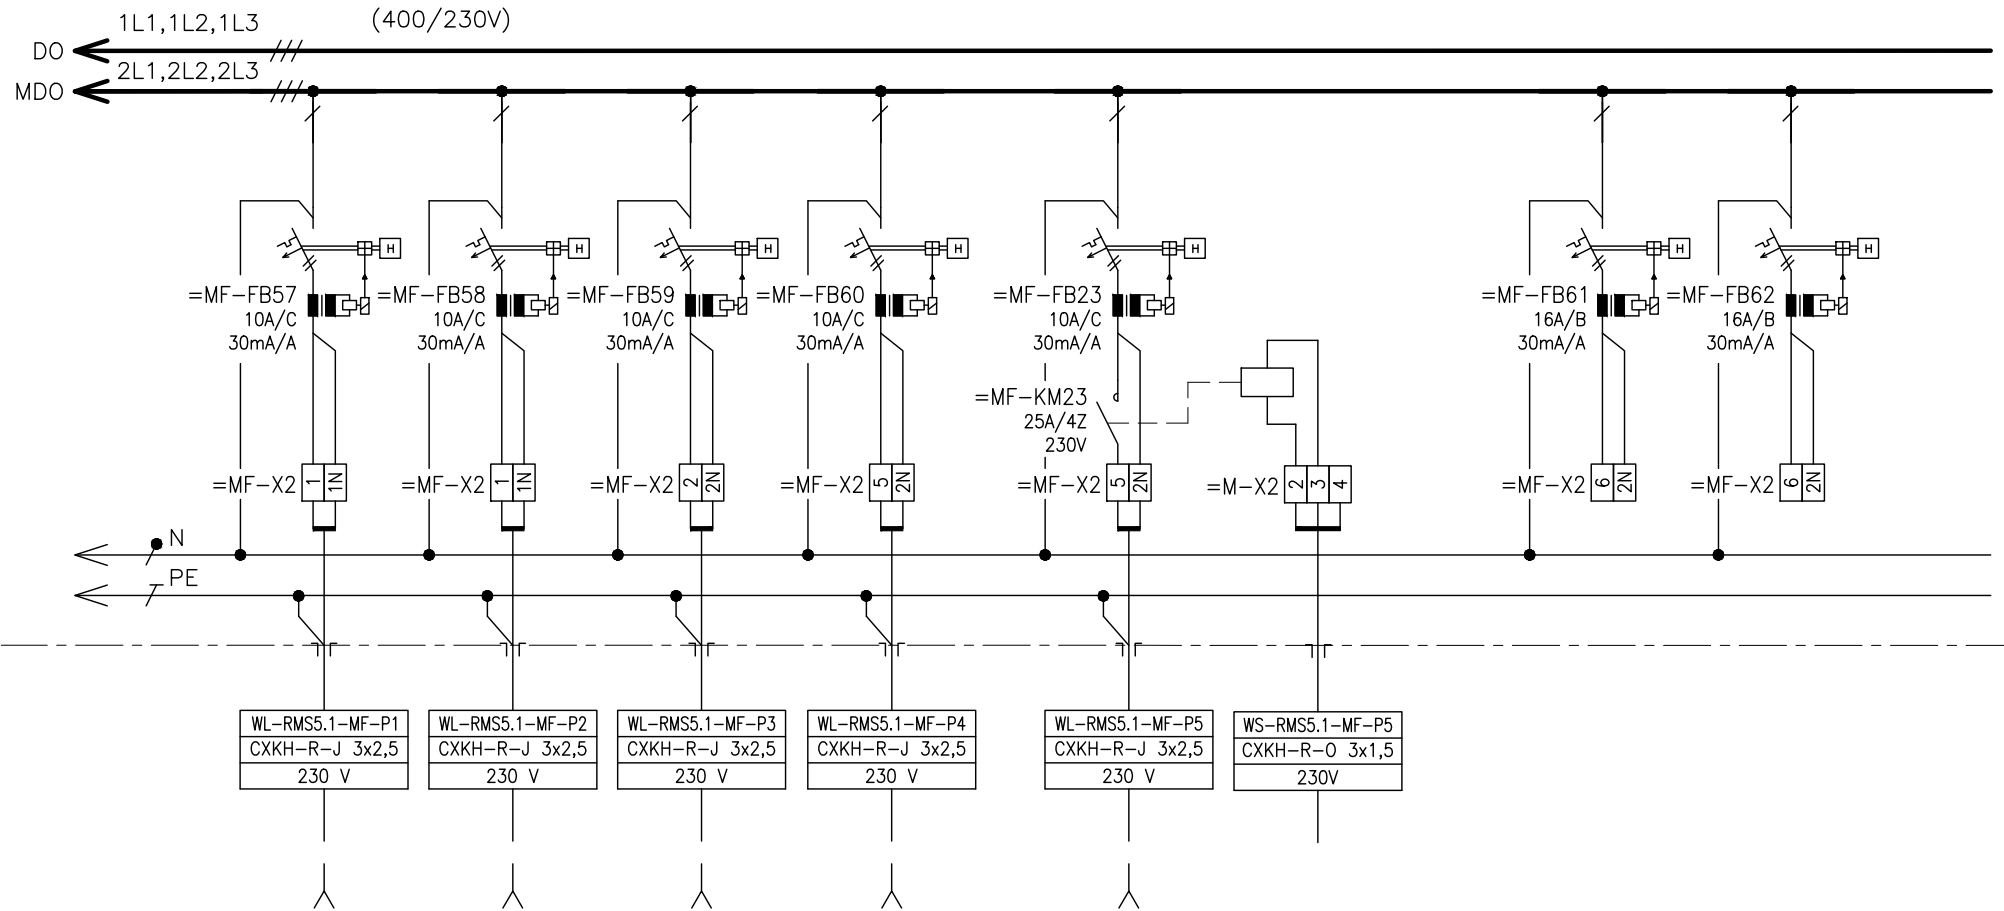 1L1,1L2,1L3 (400/230V)
DO
2L1,2L2,2L3
MDO
H H H H H H H
=MF-FB57
10A/C
30mA/A
=MF-FB58
10A/C
30mA/A
=MF-FB59
10A/C
30mA/A
=MF-FB60
10A/C
30mA/A
=MF-FB23
10A/C
30mA/A
=MF-FB61
16A/B
30mA/A
=MF-FB62
16A/B
30mA/A
=MF-KM23
25A/4Z
230V
=MF-X2 1 1N
=MF-X2 1 1N
=MF-X2 2 2N
=MF-X2 5 2N
=MF-X2 5 2N
=M-X2 2 3 4
=MF-X2 6 2N
=MF-X2 6 2N
N
PE
WL-RMS5.1-MF-P1
CXKH-R-J 3x2,5
230 V
WL-RMS5.1-MF-P2
CXKH-R-J 3x2,5
230 V
WL-RMS5.1-MF-P3
CXKH-R-J 3x2,5
230 V
WL-RMS5.1-MF-P4
CXKH-R-J 3x2,5
230 V
WL-RMS5.1-MF-P5
CXKH-R-J 3x2,5
230 V
WS-RMS5.1-MF-P5
CXKH-R-O 3x1,5
230V